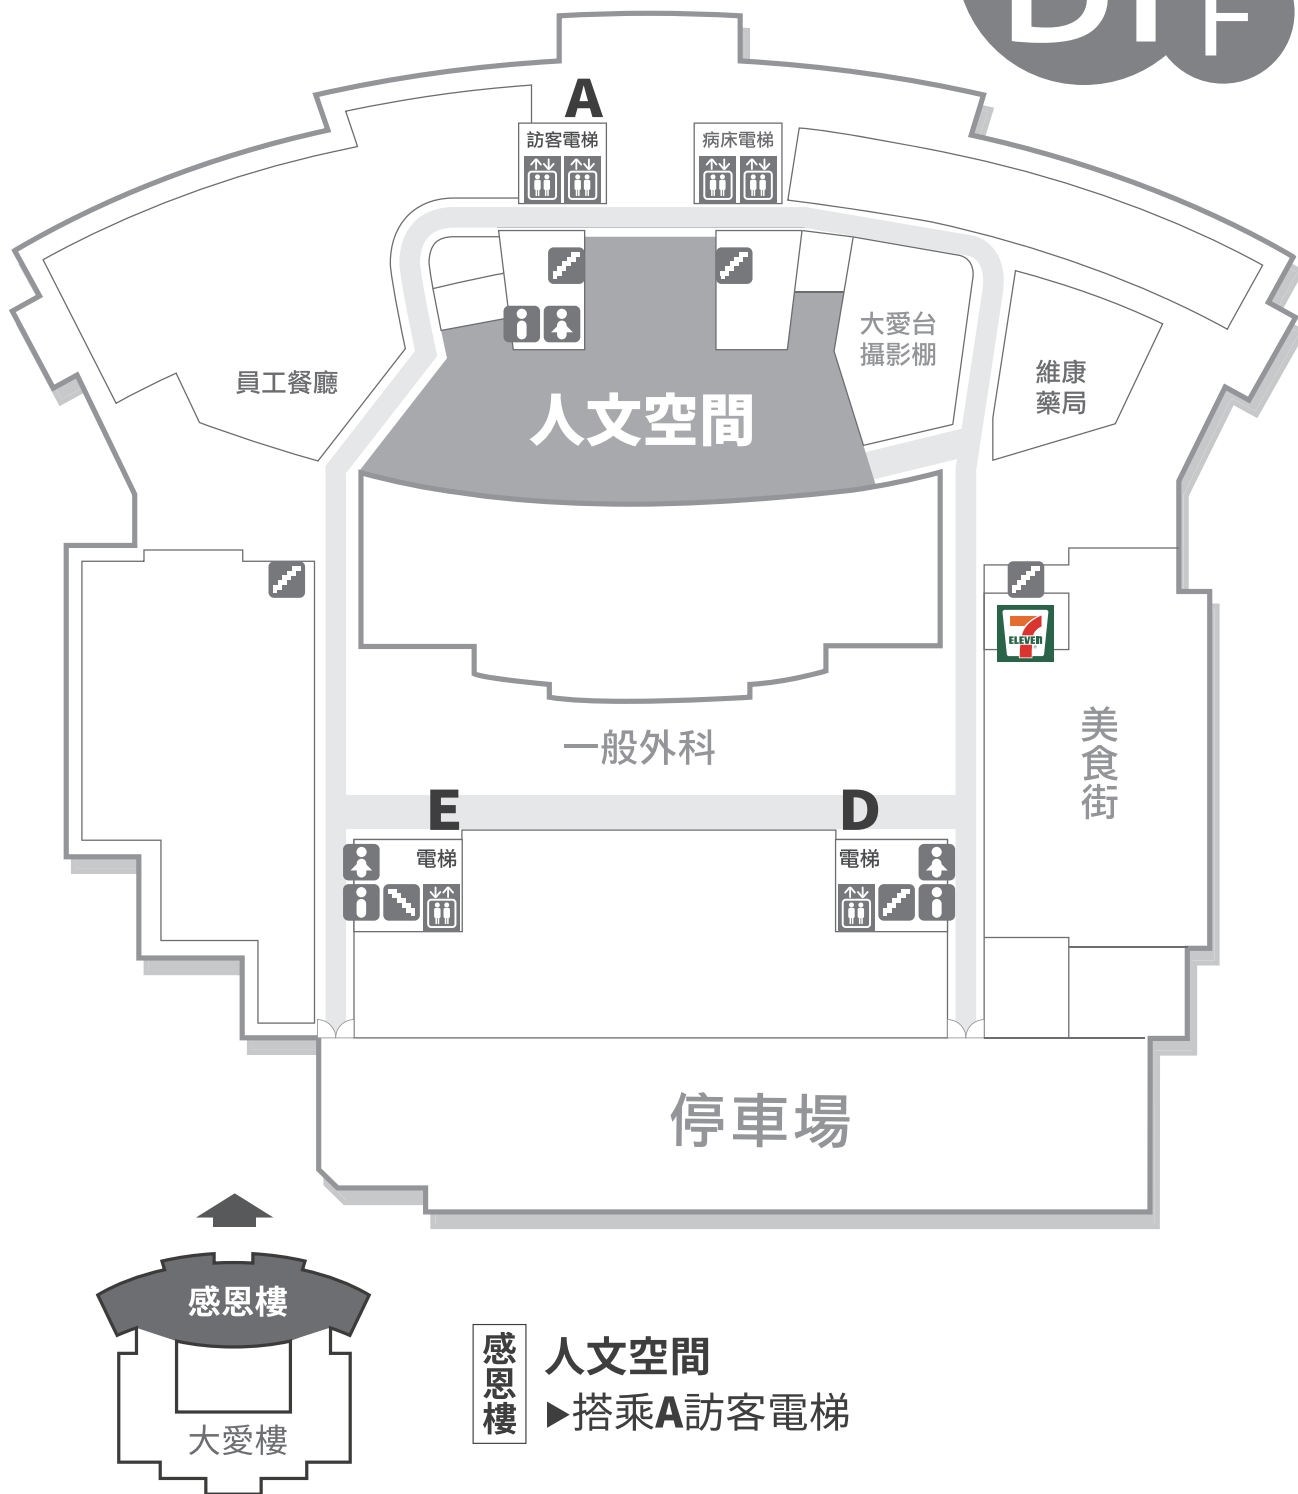 B1F
A
訪客電梯
病床電梯
大愛台
攝影棚
維康
藥局
員工餐廳
人文空間
7
ELEVEn
美食街
一般外科
E
D
電梯
電梯
停車場
感恩樓
大愛樓
感恩樓
人文空間
▶搭乘A訪客電梯